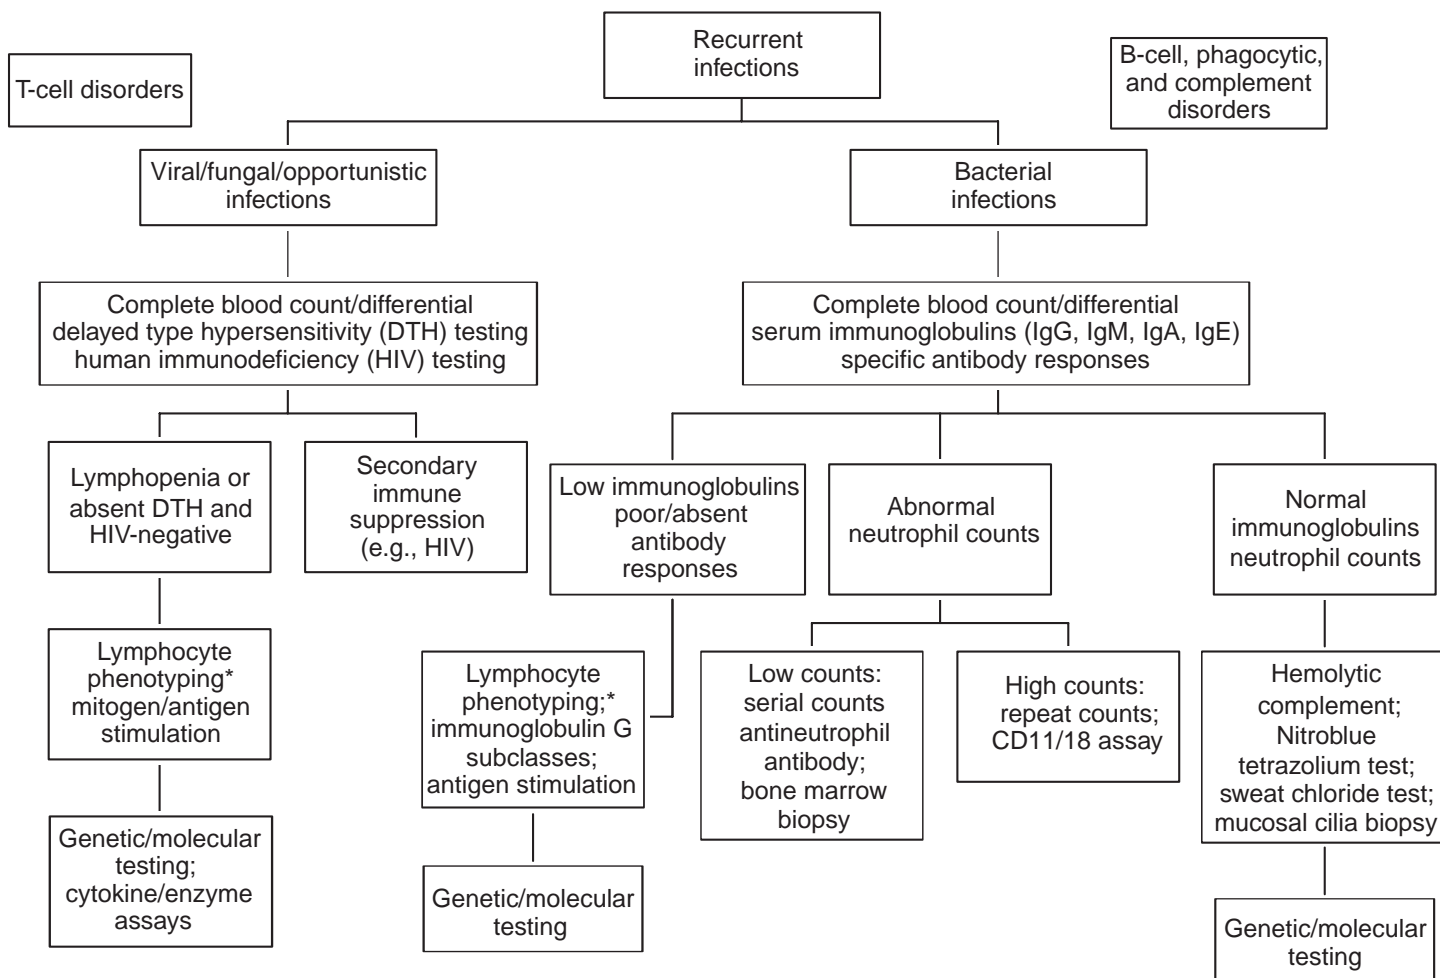 Recurrent
infections
T-cell disorders
B-cell, phagocytic,
and complement
disorders
Viral/fungal/opportunistic
infections
Bacterial
infections
Complete blood count/differential
delayed type hypersensitivity (DTH) testing
human immunodeficiency (HIV) testing
Complete blood count/differential
serum immunoglobulins (IgG, IgM, IgA, IgE)
specific antibody responses
Lymphopenia or
absent DTH and
HIV-negative
Secondary
immune
suppression
(e.g., HIV)
Low immunoglobulins
poor/absent
antibody
responses
Abnormal
neutrophil counts
Normal
immunoglobulins
neutrophil counts
Lymphocyte
phenotyping*
mitogen/antigen
stimulation
Lymphocyte
phenotyping;*
immunoglobulin G
subclasses;
antigen stimulation
Low counts:
serial counts
antineutrophil
antibody;
bone marrow
biopsy
High counts:
repeat counts;
CD11/18 assay
Hemolytic
complement;
Nitroblue
tetrazolium test;
sweat chloride test;
mucosal cilia biopsy
Genetic/molecular
testing;
cytokine/enzyme
assays
Genetic/molecular
testing
Genetic/molecular
testing